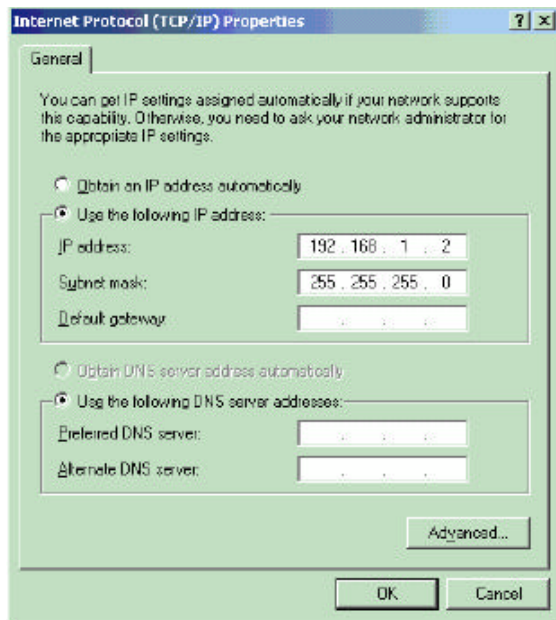 Internet Protocol (TCP/IP) Properties
General
You can get IP settings assigned automatically if your network supports
this capability. Otherwise, you need to ask your network administrator for
the appropriate IP settings.
Obtain an IP address automatically
Use the following IP address:
IP address: 192 . 168 . 1 . 2
Subnet mask: 255 . 255 . 255 . 0
Default gateway: . . .
Obtain DNS server address automatically
Use the following DNS server addresses:
Preferred DNS server: . . .
Alternate DNS server: . . .
Advanced...
OK Cancel